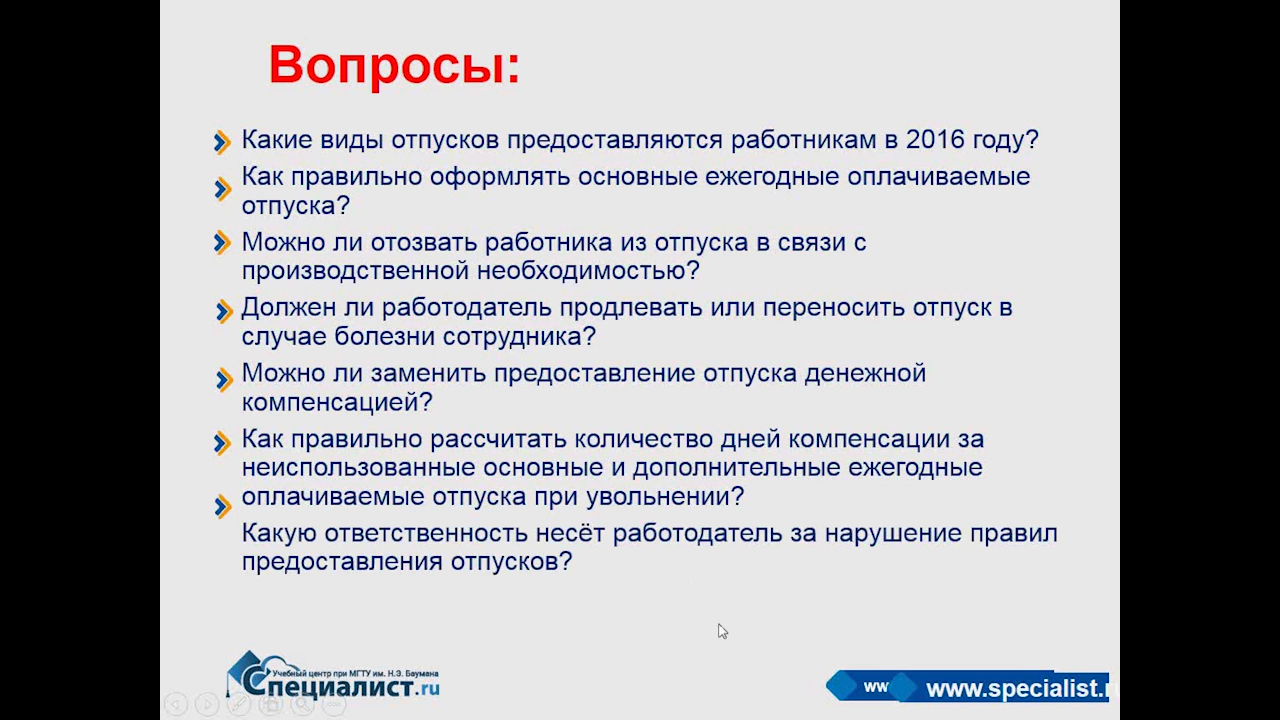 Вопросы:
Какие виды отпусков предоставляются работникам в 2016 году?
Как правильно оформлять основные ежегодные оплачиваемые
отпуска?
Можно ли отозвать работника из отпуска в связи с
производственной необходимостью?
Должен ли работодатель продлевать или переносить отпуск в
случае болезни сотрудника?
Можно ли заменить предоставление отпуска денежной
компенсацией?
Как правильно рассчитать количество дней компенсации за
неиспользованные основные и дополнительные ежегодные
оплачиваемые отпуска при увольнении?
Какую ответственность несёт работодатель за нарушение правил
предоставления отпусков?
Учебный центр при МГТУ им. Н.Э. Баумана
Специалист.ru
ww
www.specialist.r